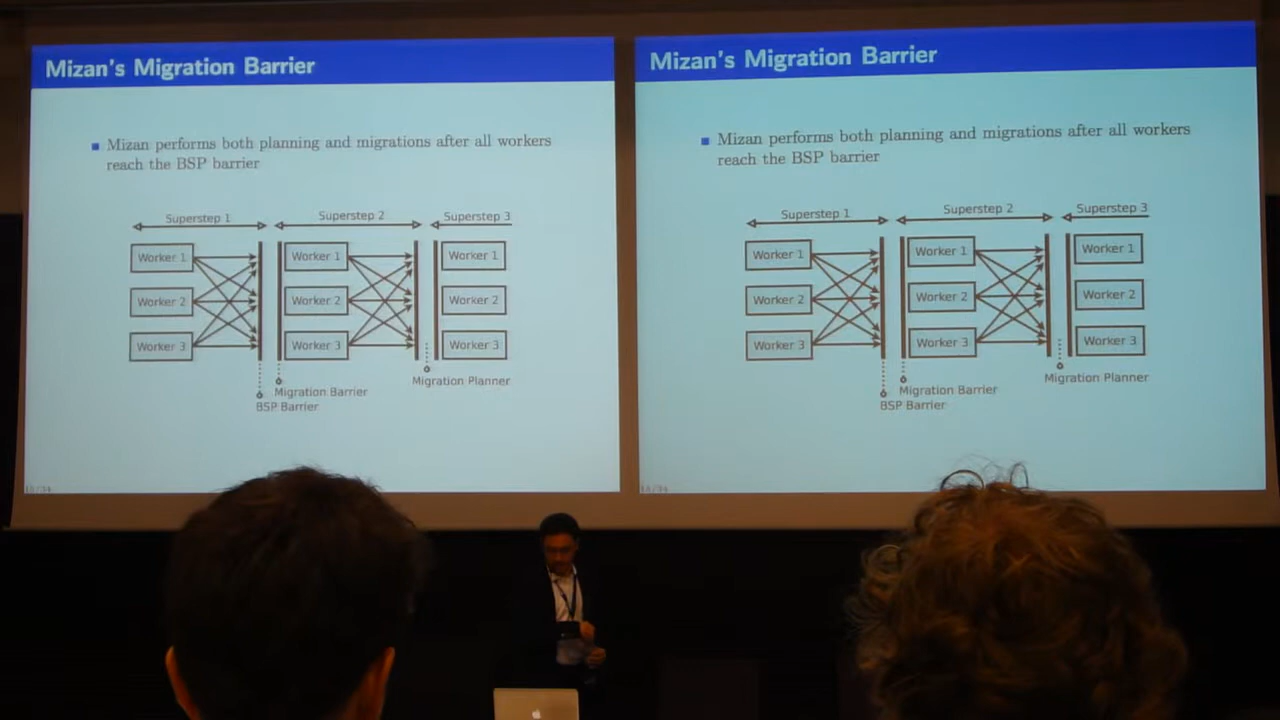 Mizan's Migration Barrier
Mizan performs both planning and migrations after all workers
reach the BSP barrier
Superstep 1 Superstep 2 Superstep 3
Worker 1 Worker 1 Worker 1
Worker 2 Worker 2 Worker 2
Worker 3 Worker 3 Worker 3
Migration Planner
Migration Barrier
BSP Barrier
Mizan's Migration Barrier
Mizan performs both planning and migrations after all workers
reach the BSP barrier
Superstep 1 Superstep 2 Superstep 3
Worker 1 Worker 1 Worker 1
Worker 2 Worker 2 Worker 2
Worker 3 Worker 3 Worker 3
Migration Planner
Migration Barrier
BSP Barrier